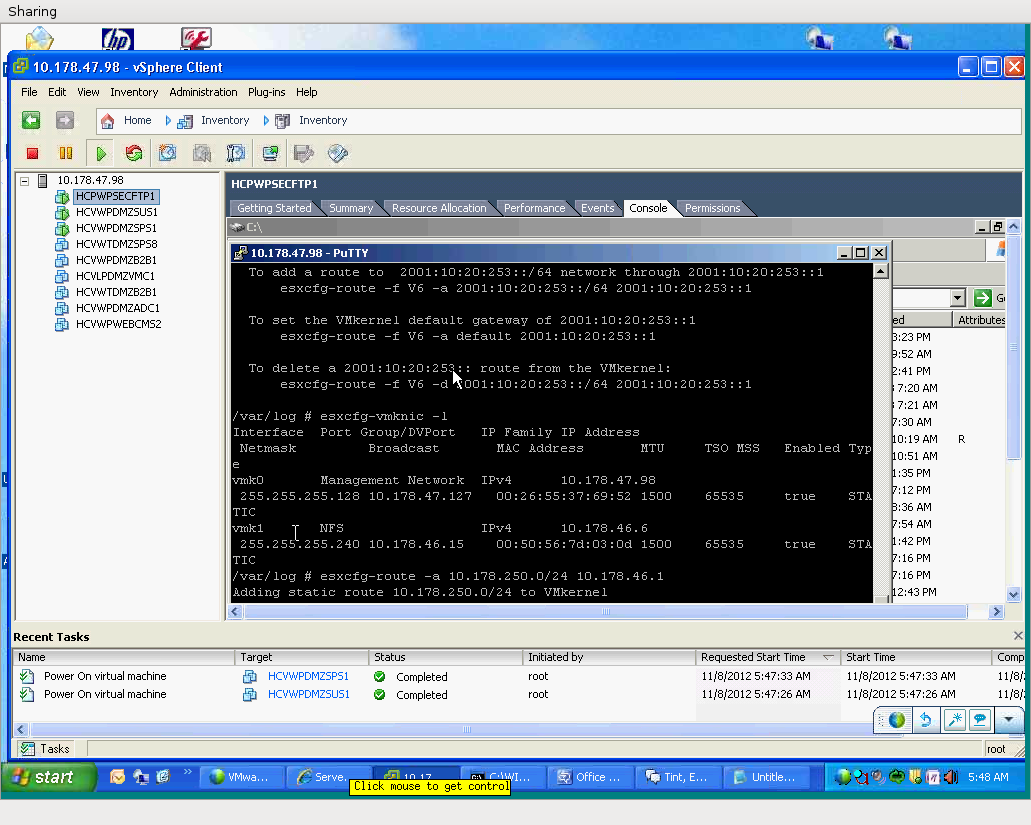 Sharing
10.178.47.98 - vSphere Client
File Edit View Inventory Administration Plug-ins Help
Home Inventory Inventory
10.178.47.98
HCPWPSECFTP1
HCVWPDMZSUS1
HCVWPDMZSPS1
HCVWTDMZSPS8
HCVWPDMZB2B1
HCVLPDMZVMC1
HCVWTDMZB2B1
HCVWPDMZADC1
HCVWPWEBCMS2
HCPWPSECFTP1
Getting Started Summary Resource Allocation Performance Events Console Permissions
C:\
10.178.47.98 - PuTTY
To add a route to  2001:10:20:253::/64 network through 2001:10:20:253::1
esxcfg-route -f V6 -a 2001:10:20:253::/64 2001:10:20:253::1
To set the VMkernel default gateway of 2001:10:20:253::1
esxcfg-route -f V6 -a default 2001:10:20:253::1
To delete a 2001:10:20:253:: route from the VMkernel:
esxcfg-route -f V6 -d 2001:10:20:253::/64 2001:10:20:253::1
/var/log # esxcfg-vmknic -l
Interface  Port Group/DVPort   IP Family IP Address
Netmask        Broadcast       MAC Address       MTU     TSO MSS   Enabled Typ
e
vmk0       Management Network  IPv4      10.178.47.98
255.255.255.128 10.178.47.127   00:26:55:37:69:52 1500    65535     true    STA
TIC
vmk1       NFS                 IPv4      10.178.46.6
255.255.255.240 10.178.46.15    00:50:56:7d:03:0d 1500    65535     true    STA
TIC
/var/log # esxcfg-route -a 10.178.250.0/24 10.178.46.1
Adding static route 10.178.250.0/24 to VMkernel
G
ed Attributes
3:23 PM
9:52 AM
2:41 PM
7:20 AM
7:21 AM
7:30 AM
10:19 AM R
10:51 AM
1:35 PM
7:12 PM
8:36 AM
7:54 AM
1:42 PM
7:16 PM
7:16 PM
12:43 PM
Recent Tasks
Name Target Status Initiated by Requested Start Time Start Time Comp
Power On virtual machine HCVWPDMZSPS1 Completed root 11/8/2012 5:47:33 AM 11/8/2012 5:47:33 AM 11/8/
Power On virtual machine HCVWPDMZSUS1 Completed root 11/8/2012 5:47:26 AM 11/8/2012 5:47:26 AM 11/8/
Tasks root
start VMwa... Serve. 10.17 C:\WI... Office ... Tint, E... Untitle... 5:48 AM
Click mouse to get control